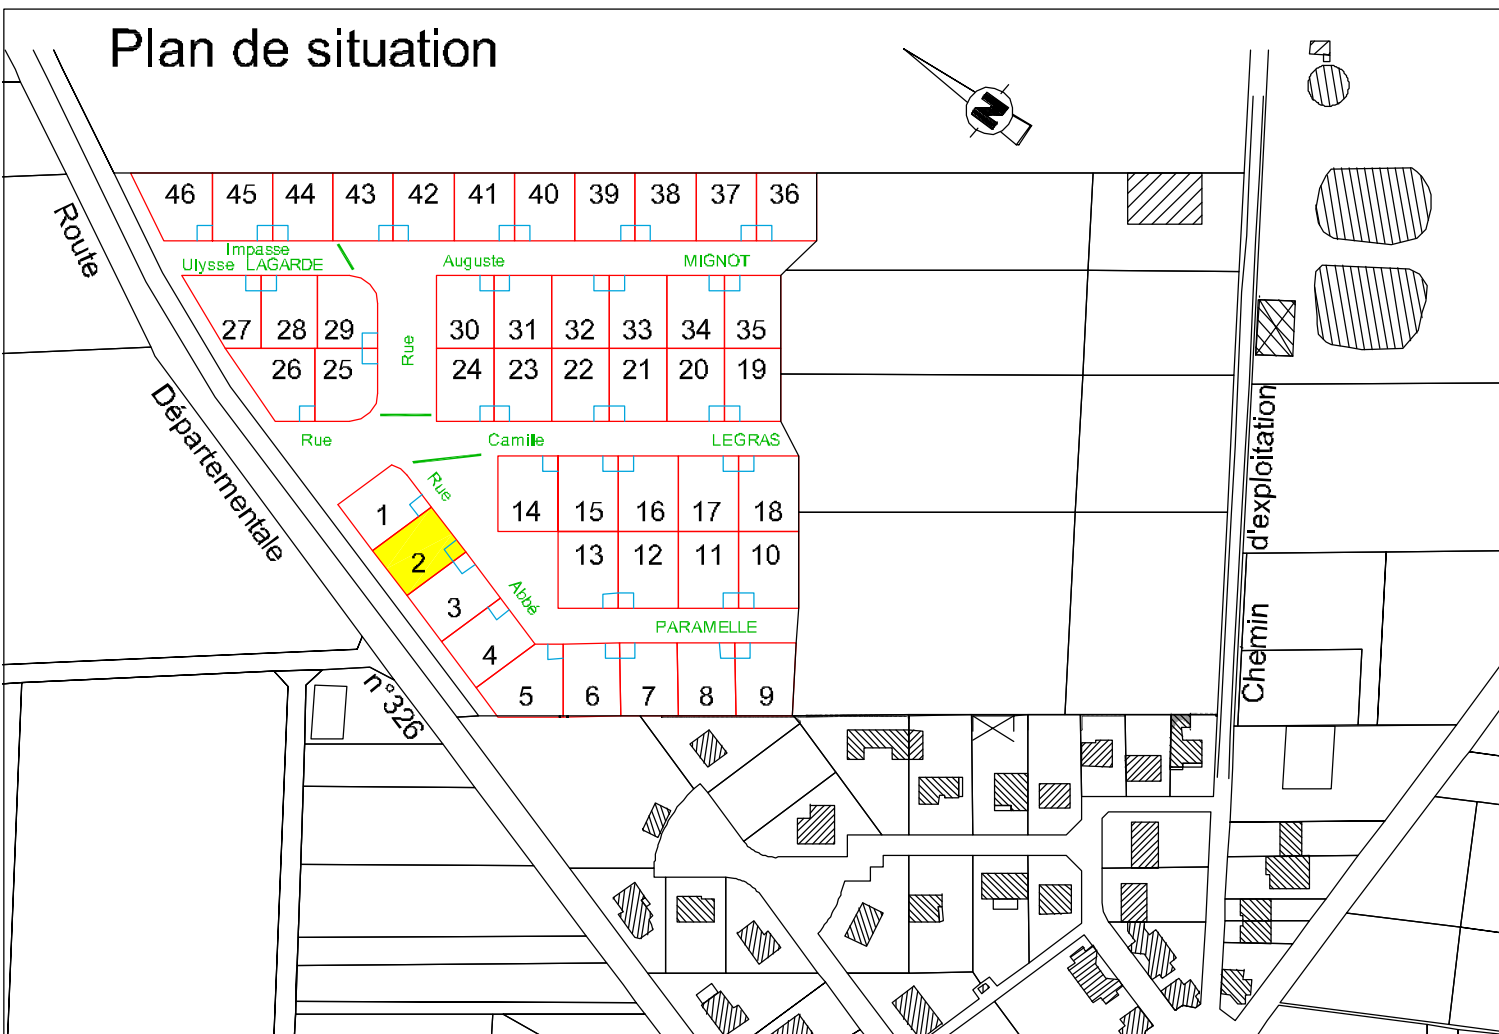 Plan de situation
N
46 45 44 43 42 41 40 39 38 37 36
Impasse
Ulysse LAGARDE
Auguste
MIGNOT
Route
27 28 29
30 31 32 33 34 35
Rue
26 25
24 23 22 21 20 19
Départementale
Rue
Camille
LEGRAS
d'exploitation
Rue
1
14 15 16 17 18
2
13 12 11 10
3
Abbé
4
PARAMELLE
Chemin
n°326
5 6 7 8 9